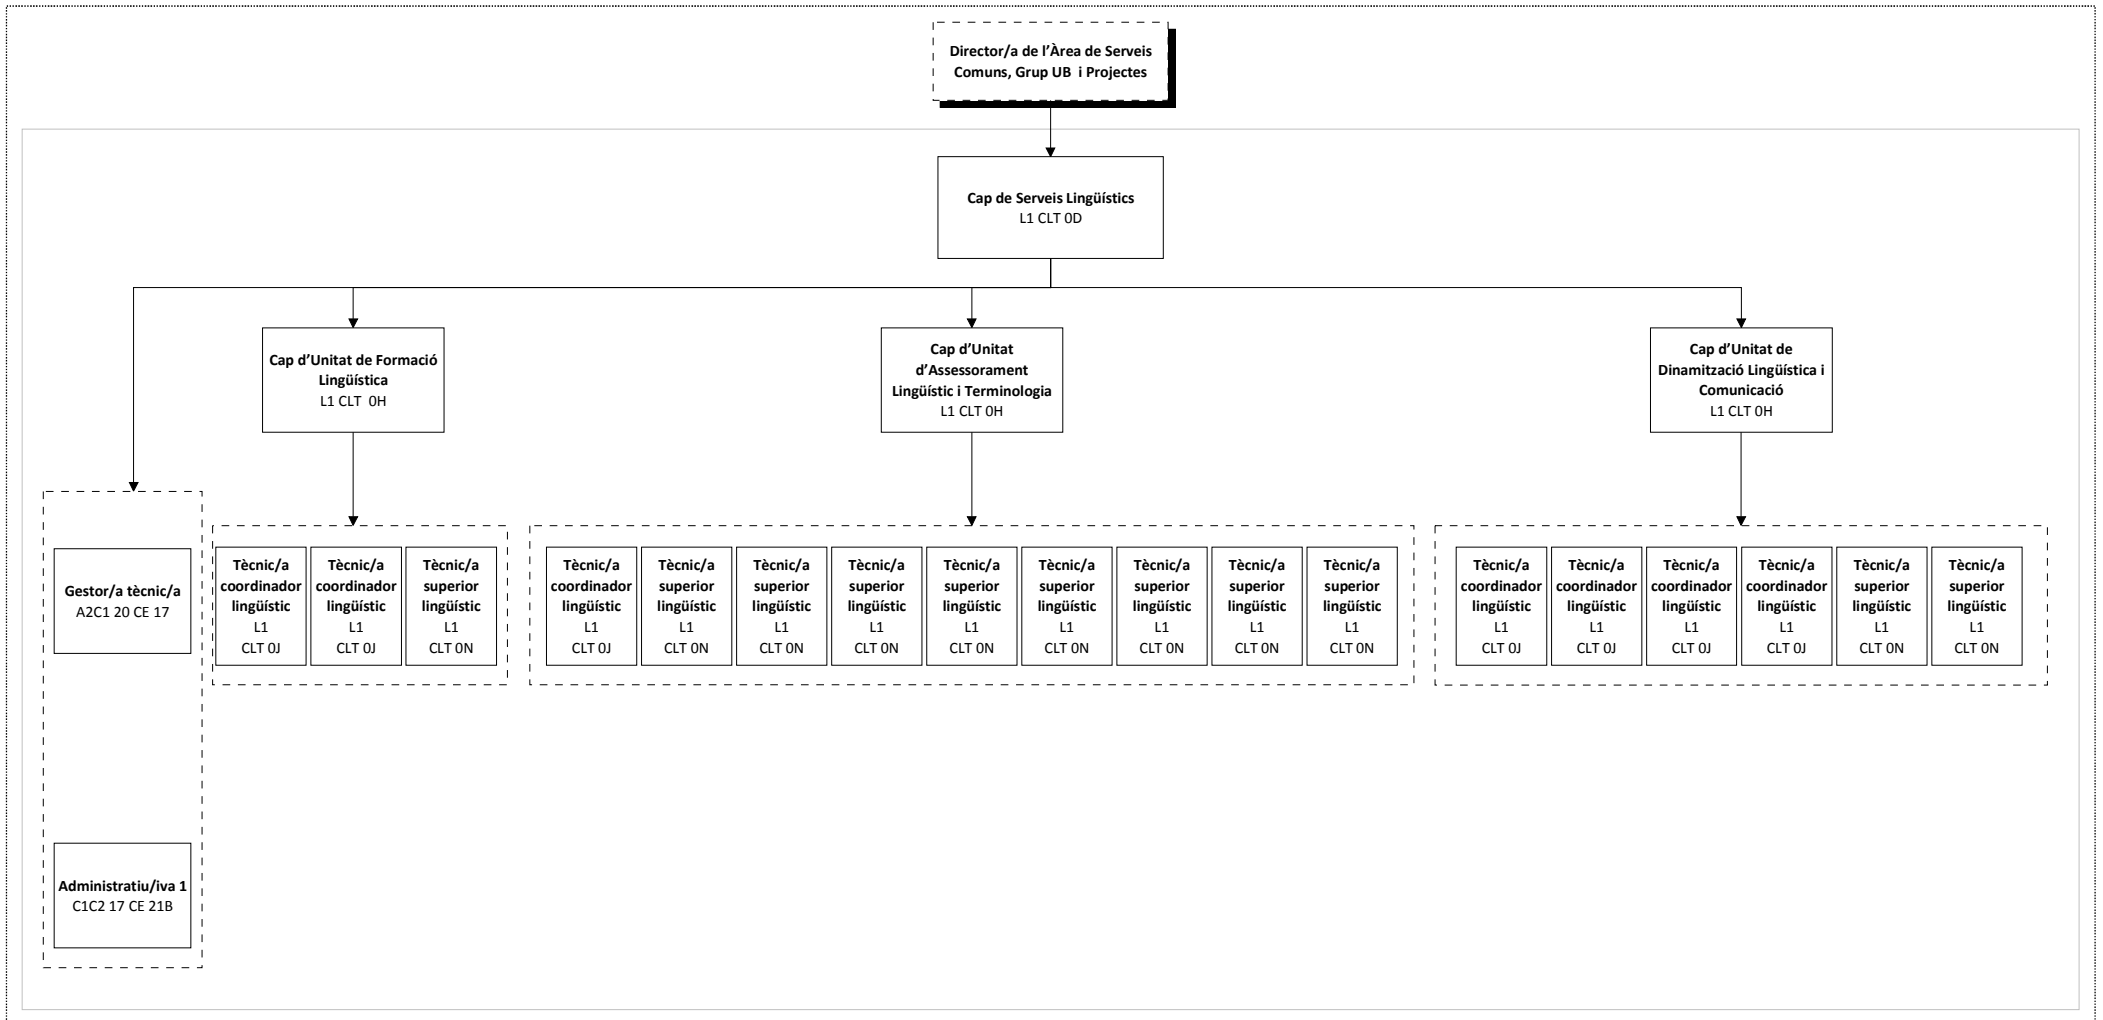 Director/a de l’Àrea de Serveis
Comuns, Grup UB  i Projectes
Cap de Serveis Lingüístics
L1 CLT 0D
Cap d’Unitat de Formació
Lingüística
L1 CLT  0H
Cap d’Unitat
d’Assessorament
Lingüístic i Terminologia
L1 CLT 0H
Cap d’Unitat de
Dinamització Lingüística i
Comunicació
L1 CLT 0H
Gestor/a tècnic/a
A2C1 20 CE 17
Administratiu/iva 1
C1C2 17 CE 21B
Tècnic/a
coordinador
lingüístic
L1
CLT 0J
Tècnic/a
coordinador
lingüístic
L1
CLT 0J
Tècnic/a
superior
lingüístic
L1
CLT 0N
Tècnic/a
coordinador
lingüístic
L1
CLT 0J
Tècnic/a
superior
lingüístic
L1
CLT 0N
Tècnic/a
superior
lingüístic
L1
CLT 0N
Tècnic/a
superior
lingüístic
L1
CLT 0N
Tècnic/a
superior
lingüístic
L1
CLT 0N
Tècnic/a
superior
lingüístic
L1
CLT 0N
Tècnic/a
superior
lingüístic
L1
CLT 0N
Tècnic/a
superior
lingüístic
L1
CLT 0N
Tècnic/a
superior
lingüístic
L1
CLT 0N
Tècnic/a
coordinador
lingüístic
L1
CLT 0J
Tècnic/a
coordinador
lingüístic
L1
CLT 0J
Tècnic/a
coordinador
lingüístic
L1
CLT 0J
Tècnic/a
coordinador
lingüístic
L1
CLT 0J
Tècnic/a
superior
lingüístic
L1
CLT 0N
Tècnic/a
superior
lingüístic
L1
CLT 0N